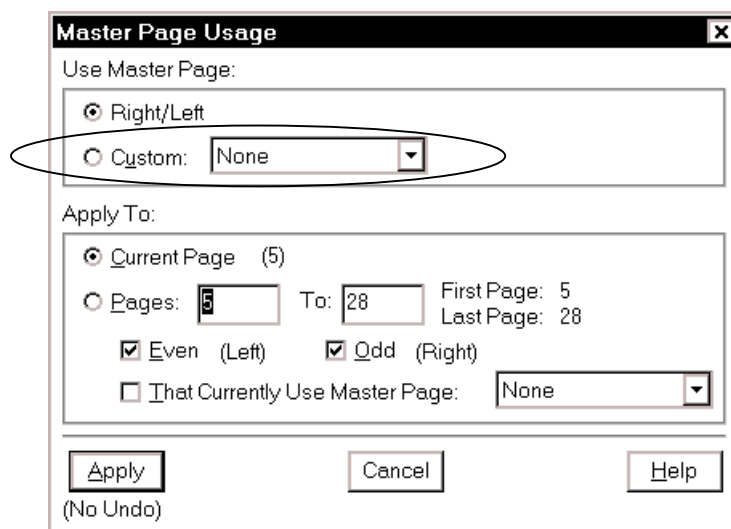 Master Page Usage
Use Master Page:
Right/Left
Custom: None
Apply To:
Current Page (5)
Pages: 5 To: 28 First Page: 5
Last Page: 28
Even (Left) Odd (Right)
That Currently Use Master Page: None
Apply Cancel Help
(No Undo)